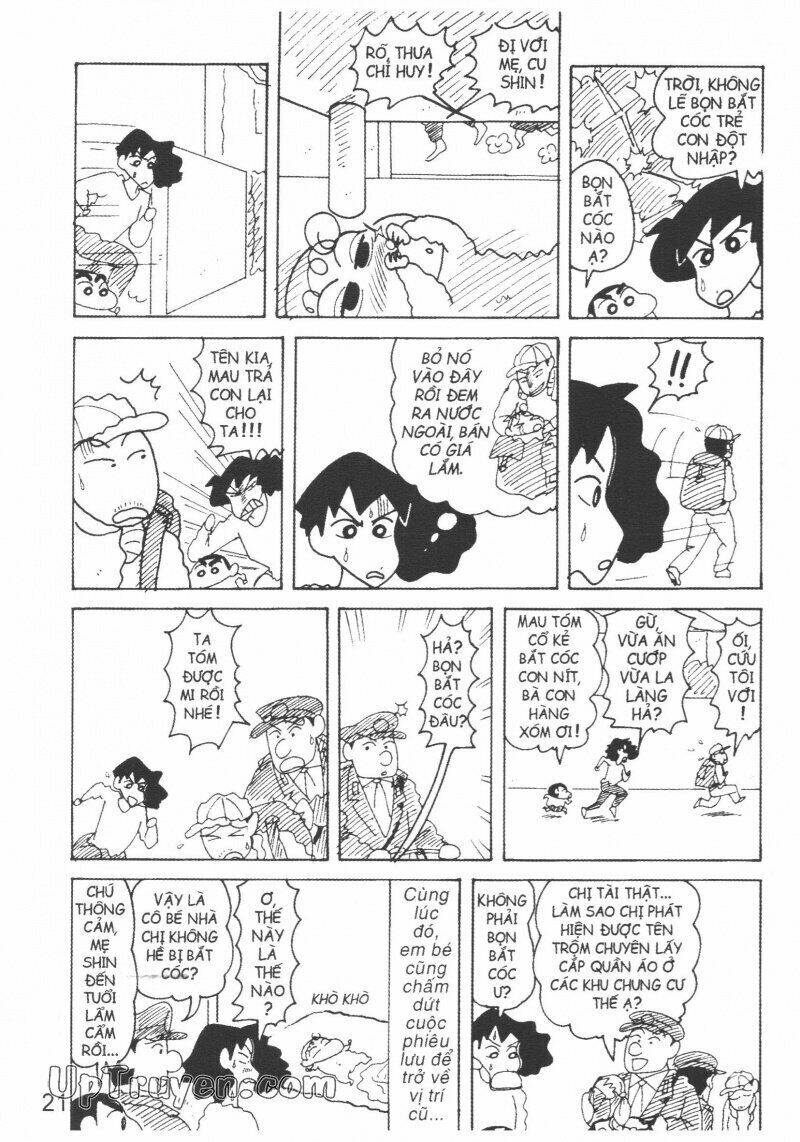 TRỜI, KHÔNG
LẼ BỌN BẮT
CÓC TRẺ
CON ĐỘT
NHẬP?
BỌN
BẮT
CÓC
NÀO
Ạ?
ĐỊ VỚI
MẸ, CU
SHIN!
RÕ, THƯA
CHỈ HUY!
!!
BỎ NÓ
VÀO ĐÂY
RỒI ĐEM
RA NƯỚC
NGOÀI, BÁN
CÓ GIÁ
LẮM.
TÊN KIA,
MAU TRẢ
CON LẠI
CHO
TA!!!
ỐI,
CỨU
TÔI
VỚI
!
GỪ,
VỪA ĂN
CƯỚP
VỪA LA
LÀNG
HẢ?
MAU TÓM
CỔ KẺ
BẮT CÓC
CON NÍT,
BÀ CON
HÀNG
XÓM ƠI!
HẢ?
BỌN
BẮT
CÓC
ĐÂU?
TA
TÓM
ĐƯỢC
MI RỒI
NHÉ!
CHỊ TÀI THẬT...
LÀM SAO CHỊ PHÁT
HIỆN ĐƯỢC TÊN
TRỘM CHUYÊN LẤY
CẮP QUẦN ÁO Ở
CÁC KHU CHUNG CƯ
THẾ Ạ?
KHÔNG
PHẢI
BỌN
BẮT
CÓC
Ư?
Cùng
lúc
đó,
em bé
cũng
chấm
dứt
cuộc
phiêu
lưu để
trở về
vị trí
cũ...
KHÒ KHÒ
Ơ,
THẾ
NÀY
LÀ
THẾ
NÀO?
VẬY LÀ
CÔ BÉ NHÀ
CHỊ KHÔNG
HỀ BỊ BẮT
CÓC?
CHÚ
THÔNG
CẢM,
MẸ
SHIN
ĐẾN
TUỔI
LẨM
CẨM
RỒI...
UpTruyen.com
21